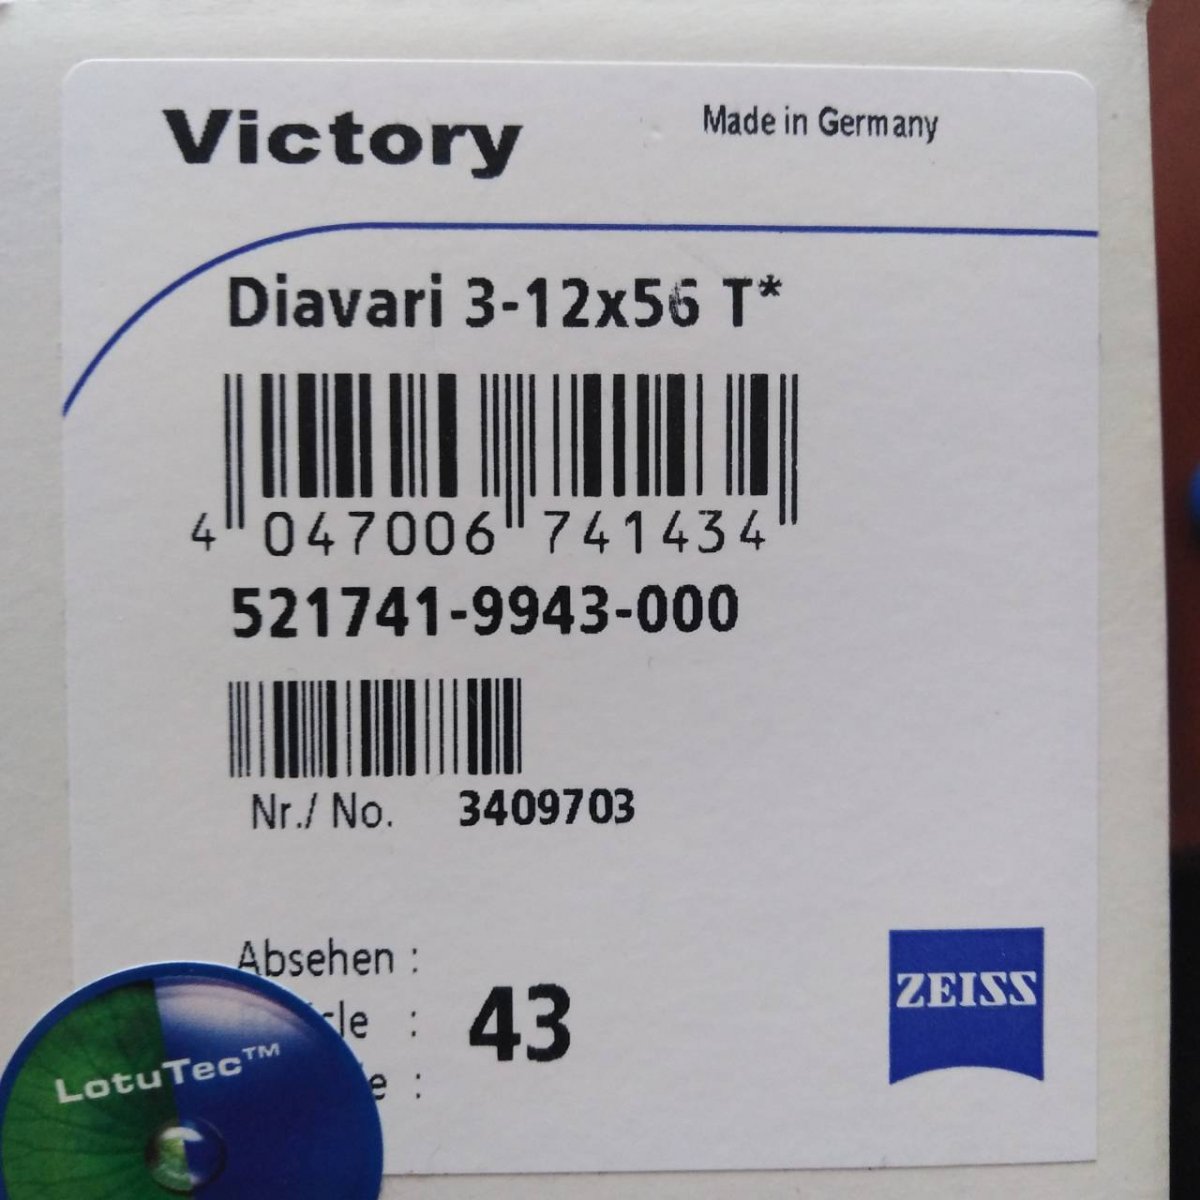 Victory
Made in Germany
Diavari 3-12x56 T*
4 047006 741434
521741-9943-000
Nr./ No. 3409703
Absehen :
: 43
:
ZEISS
LotuTec™